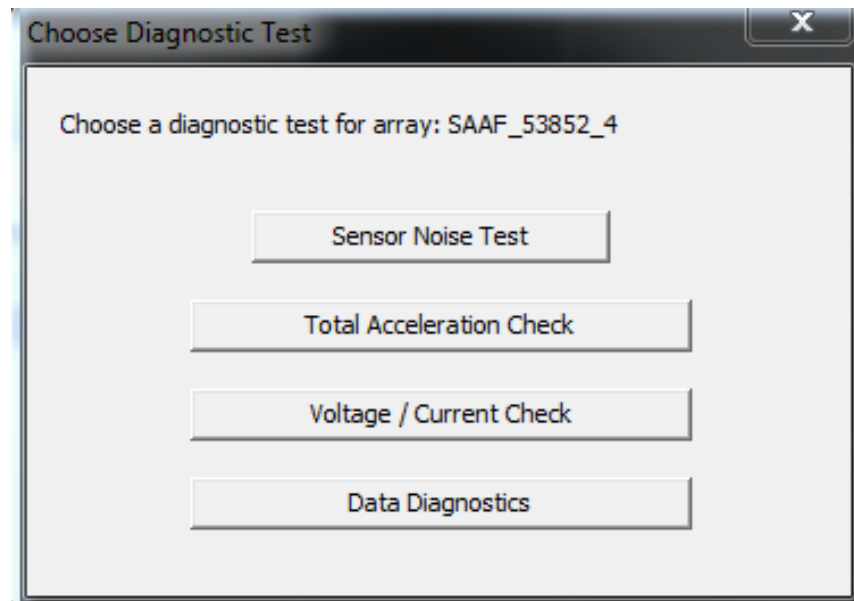 Choose Diagnostic Test
Choose a diagnostic test for array: SAAF_53852_4
Sensor Noise Test
Total Acceleration Check
Voltage / Current Check
Data Diagnostics